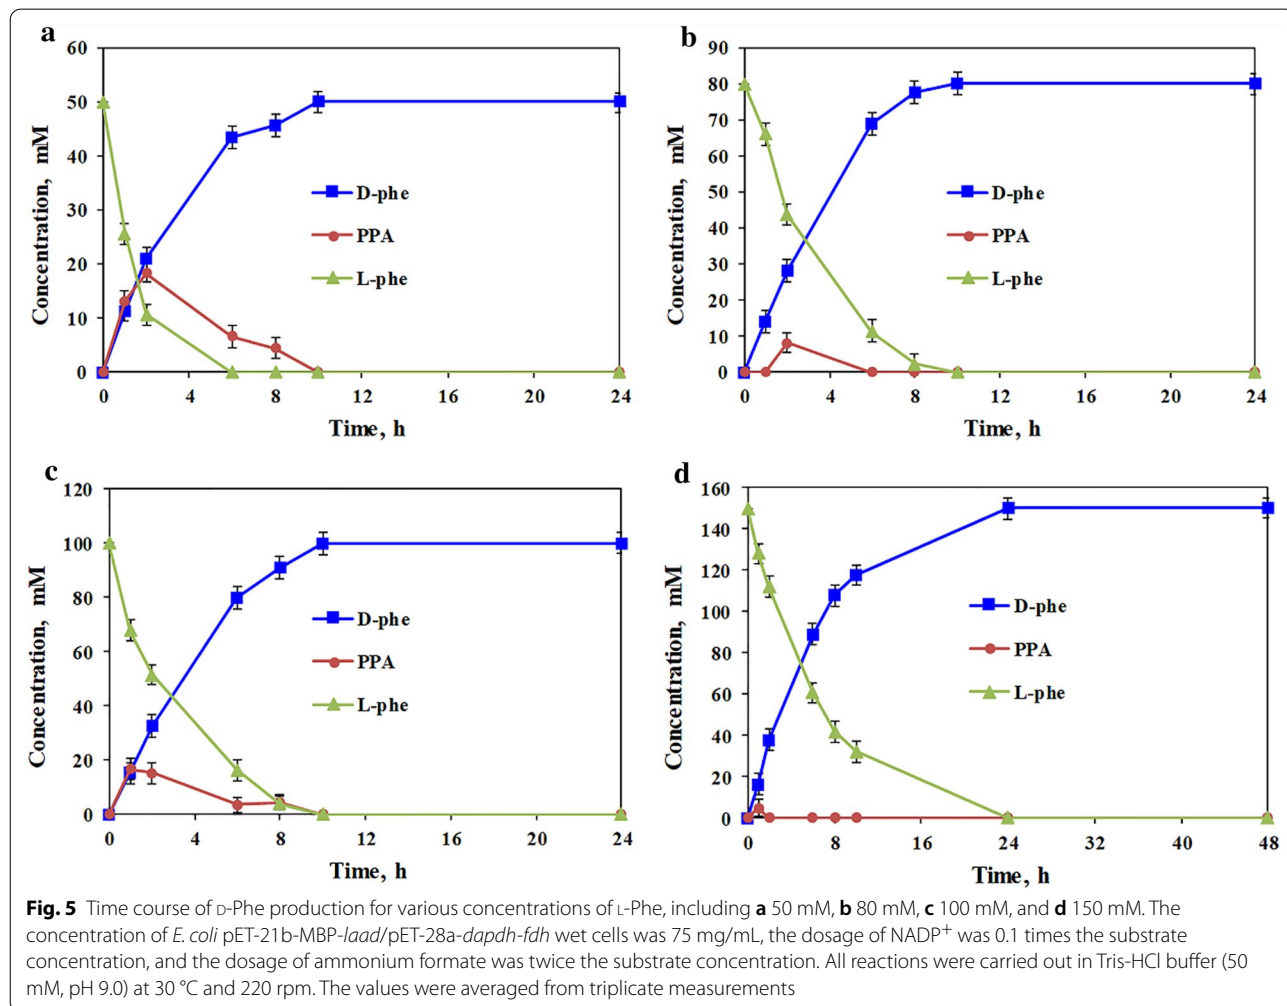 a
60
50
40
30
20
10
0
Concentration, mM
D-phe
PPA
L-phe
0 4 8 12 16 20 24
Time, h
b
90
80
70
60
50
40
30
20
10
0
Concentration, mM
D-phe
PPA
L-phe
0 4 8 12 16 20 24
Time, h
c
120
100
80
60
40
20
0
Concentration, mM
D-phe
PPA
L-phe
0 4 8 12 16 20 24
Time, h
d
160
140
120
100
80
60
40
20
0
Concentration, mM
D-phe
PPA
L-phe
0 8 16 24 32 40 48
Time, h
Fig. 5 Time course of D-Phe production for various concentrations of L-Phe, including a 50 mM, b 80 mM, c 100 mM, and d 150 mM. The
concentration of E. coli pET-21b-MBP-laad/pET-28a-dapdh-fdh wet cells was 75 mg/mL, the dosage of NADP⁺ was 0.1 times the substrate
concentration, and the dosage of ammonium formate was twice the substrate concentration. All reactions were carried out in Tris-HCl buffer (50
mM, pH 9.0) at 30 °C and 220 rpm. The values were averaged from triplicate measurements